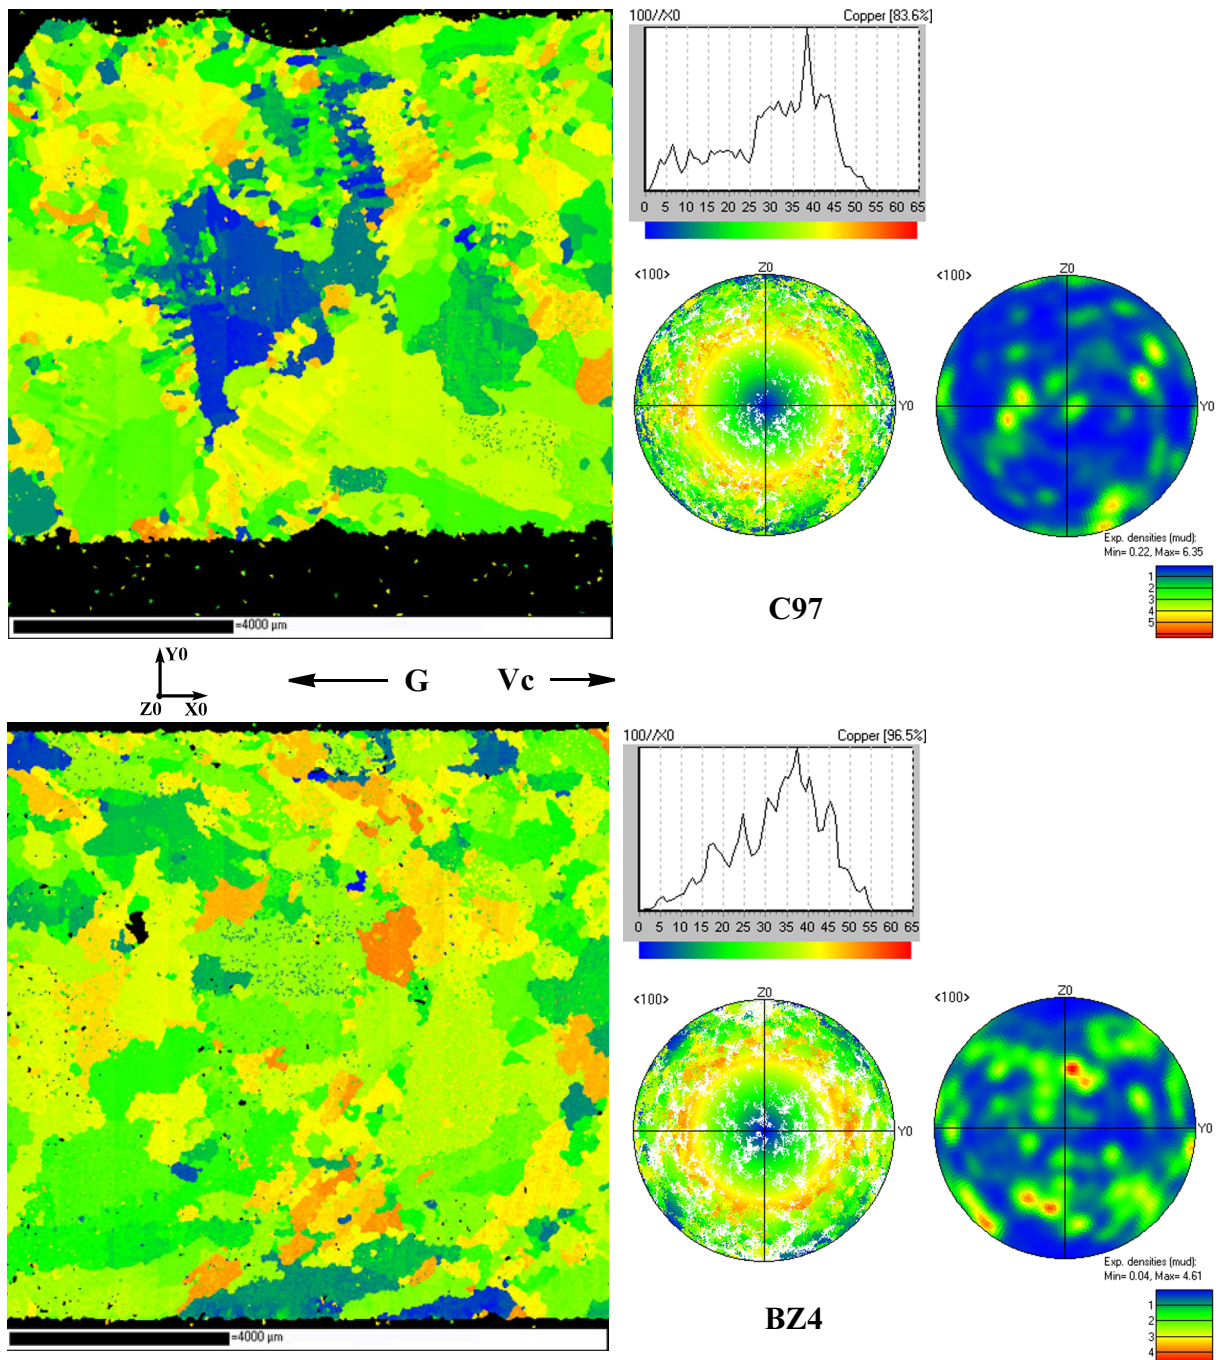 100//X0 Copper [83.6%]
0 5 10 15 20 25 30 35 40 45 50 55 60 65
<100> Z0 <100> Z0
Y0 Y0
Exp. densities (mud):
Min= 0.22, Max= 6.35
1
2
3
4
5
C97
=4000 µm
Y0
Z0 X0
G Vc
100//X0 Copper [96.5%]
0 5 10 15 20 25 30 35 40 45 50 55 60 65
<100> Z0 <100> Z0
Y0 Y0
Exp. densities (mud):
Min= 0.04, Max= 4.61
1
2
3
4
BZ4
=4000 µm